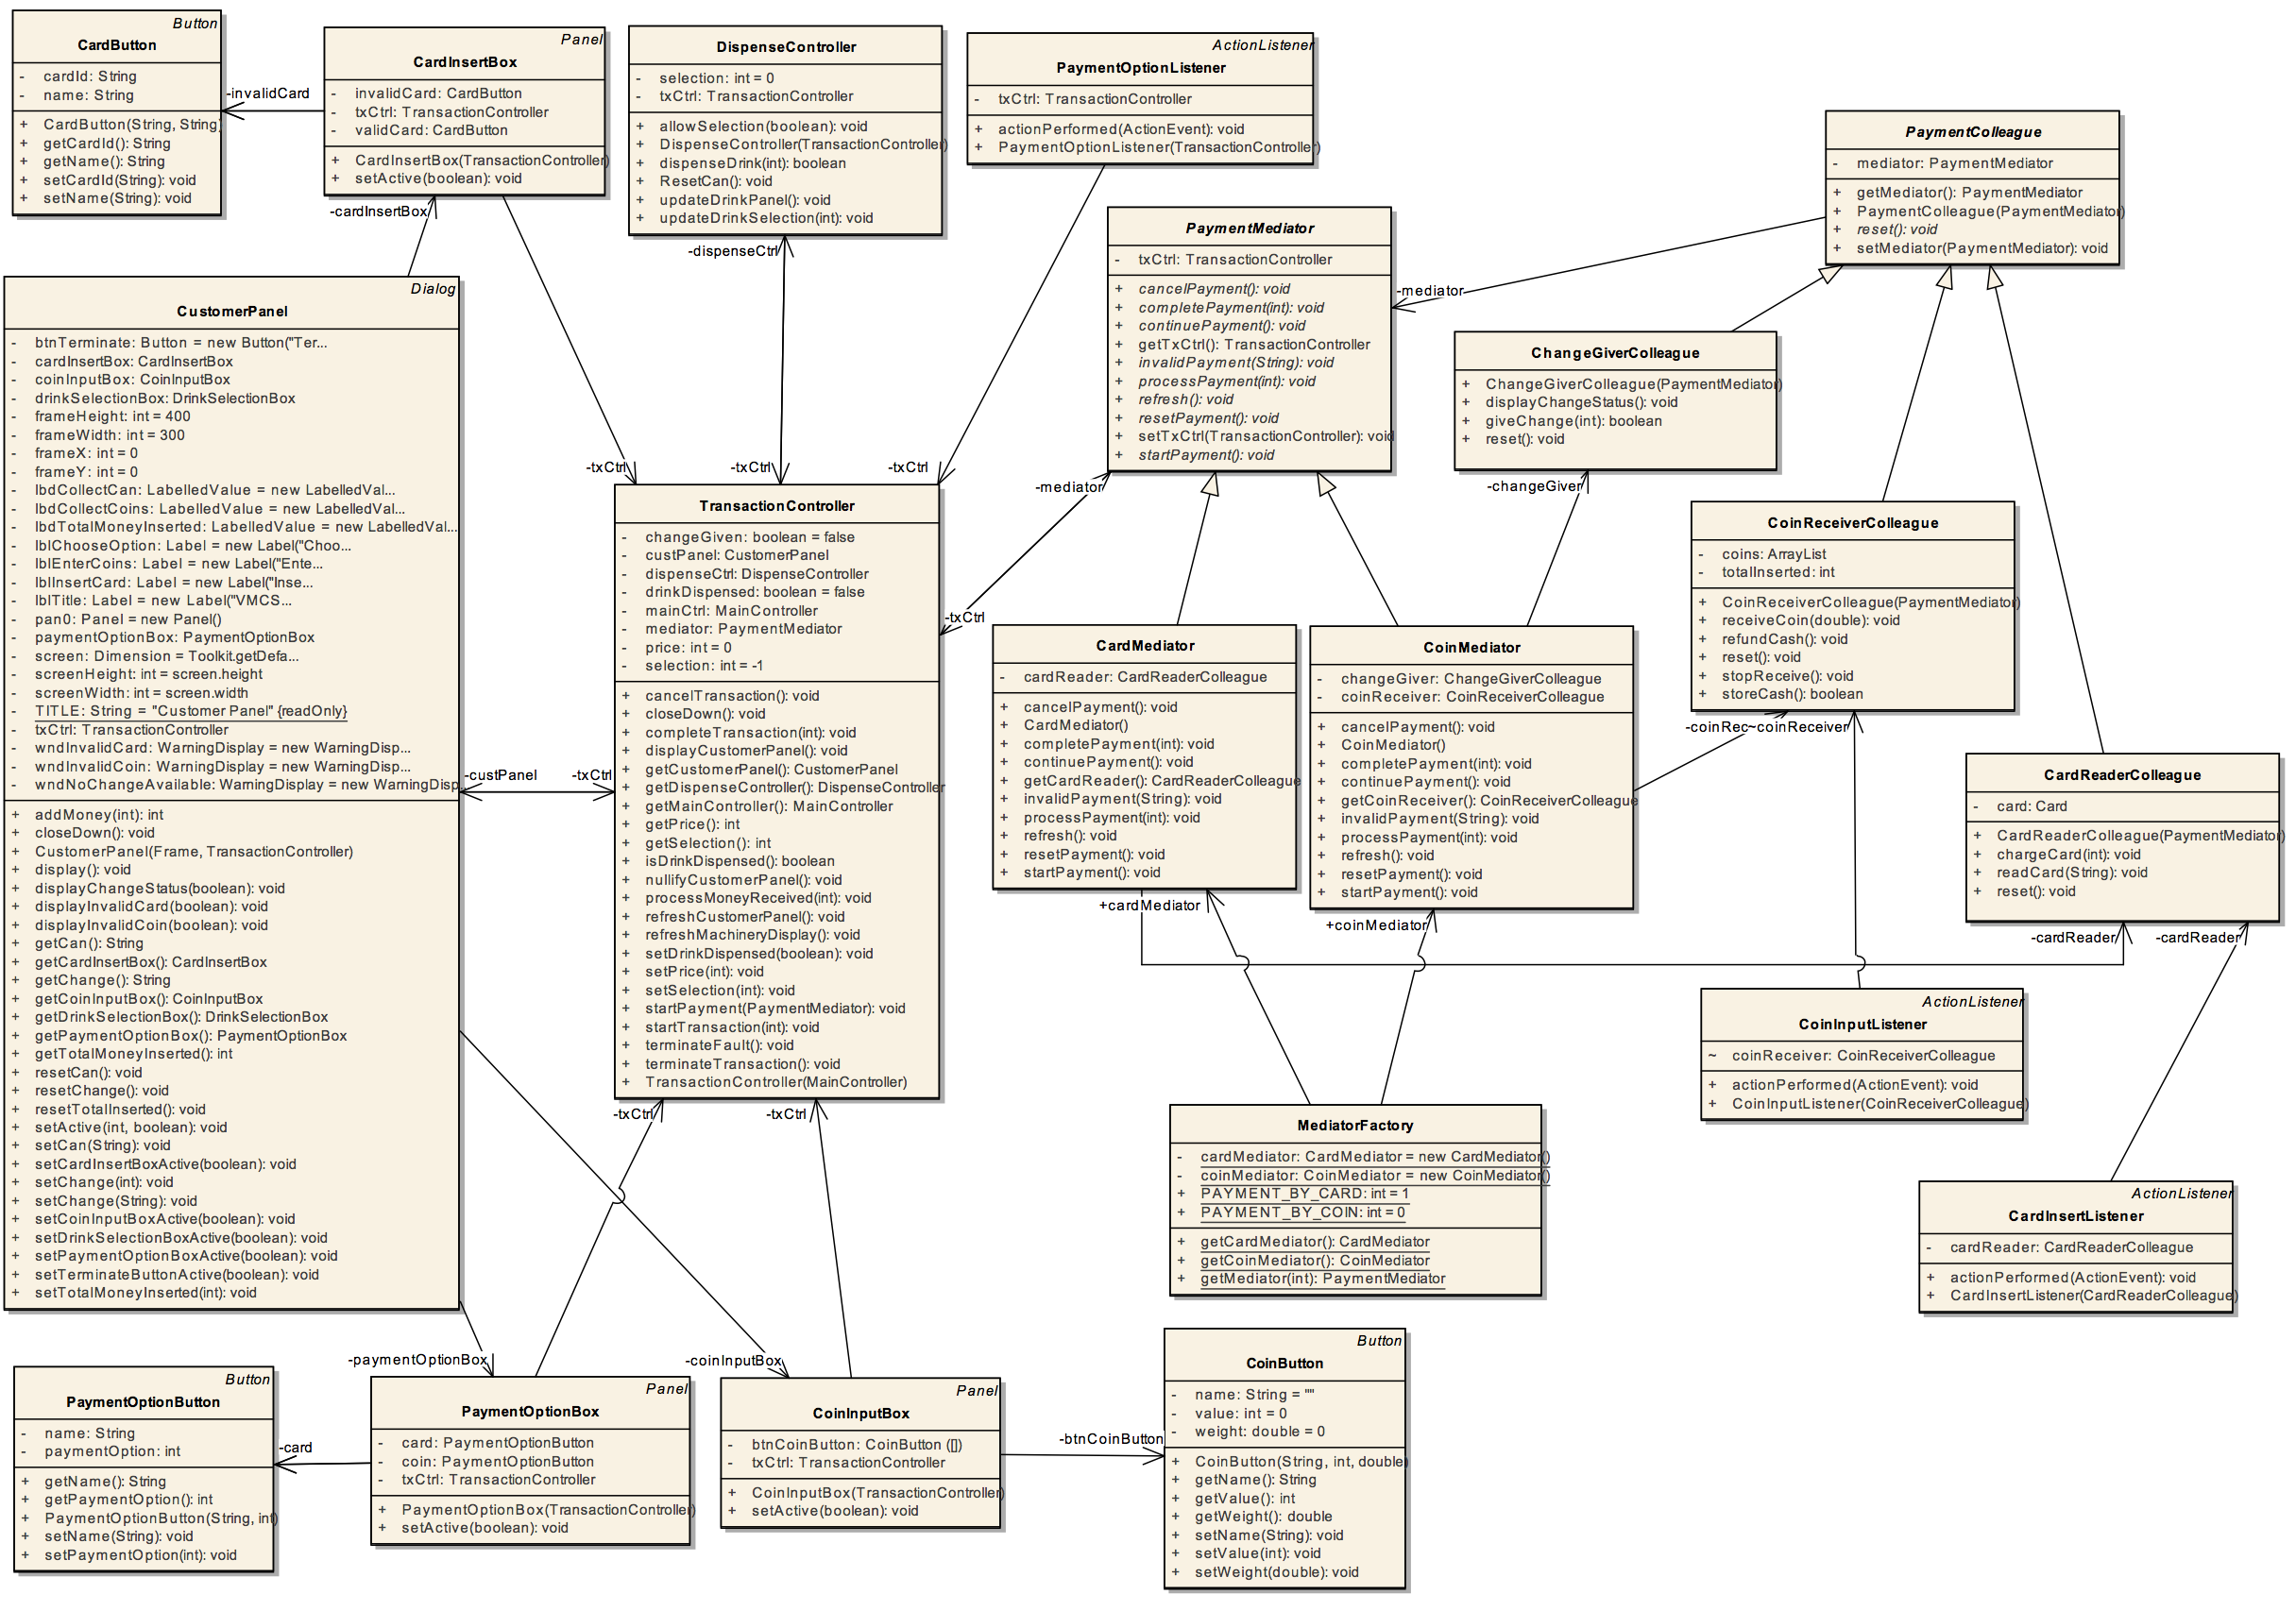 Button
CardButton
- cardId: String
- name: String
+ CardButton(String, String)
+ getCardId(): String
+ getName(): String
+ setCardId(String): void
+ setName(String): void
-invalidCard
Panel
CardInsertBox
- invalidCard: CardButton
- txCtrl: TransactionController
- validCard: CardButton
+ CardInsertBox(TransactionController)
+ setActive(boolean): void
-cardInsertBox
DispenseController
- selection: int = 0
- txCtrl: TransactionController
+ allowSelection(boolean): void
+ DispenseController(TransactionController)
+ dispenseDrink(int): boolean
+ ResetCan(): void
+ updateDrinkPanel(): void
+ updateDrinkSelection(int): void
-dispenseCtrl
ActionListener
PaymentOptionListener
- txCtrl: TransactionController
+ actionPerformed(ActionEvent): void
+ PaymentOptionListener(TransactionController)
PaymentColleague
- mediator: PaymentMediator
+ getMediator(): PaymentMediator
+ PaymentColleague(PaymentMediator)
+ reset(): void
+ setMediator(PaymentMediator): void
PaymentMediator
- txCtrl: TransactionController
+ cancelPayment(): void
+ completePayment(int): void
+ continuePayment(): void
+ getTxCtrl(): TransactionController
+ invalidPayment(String): void
+ processPayment(int): void
+ refresh(): void
+ resetPayment(): void
+ setTxCtrl(TransactionController): void
+ startPayment(): void
-mediator
ChangeGiverColleague
+ ChangeGiverColleague(PaymentMediator)
+ displayChangeStatus(): void
+ giveChange(int): boolean
+ reset(): void
-changeGiver
Dialog
CustomerPanel
- btnTerminate: Button = new Button("Ter...
- cardInsertBox: CardInsertBox
- coinInputBox: CoinInputBox
- drinkSelectionBox: DrinkSelectionBox
- frameHeight: int = 400
- frameWidth: int = 300
- frameX: int = 0
- frameY: int = 0
- lbdCollectCan: LabelledValue = new LabelledVal...
- lbdCollectCoins: LabelledValue = new LabelledVal...
- lbdTotalMoneyInserted: LabelledValue = new LabelledVal...
- lblChooseOption: Label = new Label("Choo...
- lblEnterCoins: Label = new Label("Ente...
- lblInsertCard: Label = new Label("Inse...
- lblTitle: Label = new Label("VMCS...
- pan0: Panel = new Panel()
- paymentOptionBox: PaymentOptionBox
- screen: Dimension = Toolkit.getDefa...
- screenHeight: int = screen.height
- screenWidth: int = screen.width
- TITLE: String = "Customer Panel" {readOnly}
- txCtrl: TransactionController
- wndInvalidCard: WarningDisplay = new WarningDisp...
- wndInvalidCoin: WarningDisplay = new WarningDisp...
- wndNoChangeAvailable: WarningDisplay = new WarningDisp...
+ addMoney(int): int
+ closeDown(): void
+ CustomerPanel(Frame, TransactionController)
+ display(): void
+ displayChangeStatus(boolean): void
+ displayInvalidCard(boolean): void
+ displayInvalidCoin(boolean): void
+ getCan(): String
+ getCardInsertBox(): CardInsertBox
+ getChange(): String
+ getCoinInputBox(): CoinInputBox
+ getDrinkSelectionBox(): DrinkSelectionBox
+ getPaymentOptionBox(): PaymentOptionBox
+ getTotalMoneyInserted(): int
+ resetCan(): void
+ resetChange(): void
+ resetTotalInserted(): void
+ setActive(int, boolean): void
+ setCan(String): void
+ setCardInsertBoxActive(boolean): void
+ setChange(int): void
+ setChange(String): void
+ setCoinInputBoxActive(boolean): void
+ setDrinkSelectionBoxActive(boolean): void
+ setPaymentOptionBoxActive(boolean): void
+ setTerminateButtonActive(boolean): void
+ setTotalMoneyInserted(int): void
-custPanel
-txCtrl
-txCtrl
-txCtrl
-txCtrl
-mediator
-txCtrl
TransactionController
- changeGiven: boolean = false
- custPanel: CustomerPanel
- dispenseCtrl: DispenseController
- drinkDispensed: boolean = false
- mainCtrl: MainController
- mediator: PaymentMediator
- price: int = 0
- selection: int = -1
+ cancelTransaction(): void
+ closeDown(): void
+ completeTransaction(int): void
+ displayCustomerPanel(): void
+ getCustomerPanel(): CustomerPanel
+ getDispenseController(): DispenseController
+ getMainController(): MainController
+ getPrice(): int
+ getSelection(): int
+ isDrinkDispensed(): boolean
+ nullifyCustomerPanel(): void
+ processMoneyReceived(int): void
+ refreshCustomerPanel(): void
+ refreshMachineryDisplay(): void
+ setDrinkDispensed(boolean): void
+ setPrice(int): void
+ setSelection(int): void
+ startPayment(PaymentMediator): void
+ startTransaction(int): void
+ terminateFault(): void
+ terminateTransaction(): void
+ TransactionController(MainController)
-txCtrl
-txCtrl
CardMediator
- cardReader: CardReaderColleague
+ cancelPayment(): void
+ CardMediator()
+ completePayment(int): void
+ continuePayment(): void
+ getCardReader(): CardReaderColleague
+ invalidPayment(String): void
+ processPayment(int): void
+ refresh(): void
+ resetPayment(): void
+ startPayment(): void
+cardMediator
CoinMediator
- changeGiver: ChangeGiverColleague
- coinReceiver: CoinReceiverColleague
+ cancelPayment(): void
+ CoinMediator()
+ completePayment(int): void
+ continuePayment(): void
+ getCoinReceiver(): CoinReceiverColleague
+ invalidPayment(String): void
+ processPayment(int): void
+ refresh(): void
+ resetPayment(): void
+ startPayment(): void
+coinMediator
CoinReceiverColleague
- coins: ArrayList
- totalInserted: int
+ CoinReceiverColleague(PaymentMediator)
+ receiveCoin(double): void
+ refundCash(): void
+ reset(): void
+ stopReceive(): void
+ storeCash(): boolean
-coinRec~coinReceiver
CardReaderColleague
- card: Card
+ CardReaderColleague(PaymentMediator)
+ chargeCard(int): void
+ readCard(String): void
+ reset(): void
-cardReader
-cardReader
ActionListener
CoinInputListener
~ coinReceiver: CoinReceiverColleague
+ actionPerformed(ActionEvent): void
+ CoinInputListener(CoinReceiverColleague)
MediatorFactory
- cardMediator: CardMediator = new CardMediator()
- coinMediator: CoinMediator = new CoinMediator()
+ PAYMENT_BY_CARD: int = 1
+ PAYMENT_BY_COIN: int = 0
+ getCardMediator(): CardMediator
+ getCoinMediator(): CoinMediator
+ getMediator(int): PaymentMediator
ActionListener
CardInsertListener
- cardReader: CardReaderColleague
+ actionPerformed(ActionEvent): void
+ CardInsertListener(CardReaderColleague)
-paymentOptionBox
-coinInputBox
Button
PaymentOptionButton
- name: String
- paymentOption: int
+ getName(): String
+ getPaymentOption(): int
+ PaymentOptionButton(String, int)
+ setName(String): void
+ setPaymentOption(int): void
-card
Panel
PaymentOptionBox
- card: PaymentOptionButton
- coin: PaymentOptionButton
- txCtrl: TransactionController
+ PaymentOptionBox(TransactionController)
+ setActive(boolean): void
Panel
CoinInputBox
- btnCoinButton: CoinButton ([])
- txCtrl: TransactionController
+ CoinInputBox(TransactionController)
+ setActive(boolean): void
-btnCoinButton
Button
CoinButton
- name: String = ""
- value: int = 0
- weight: double = 0
+ CoinButton(String, int, double)
+ getName(): String
+ getValue(): int
+ getWeight(): double
+ setName(String): void
+ setValue(int): void
+ setWeight(double): void